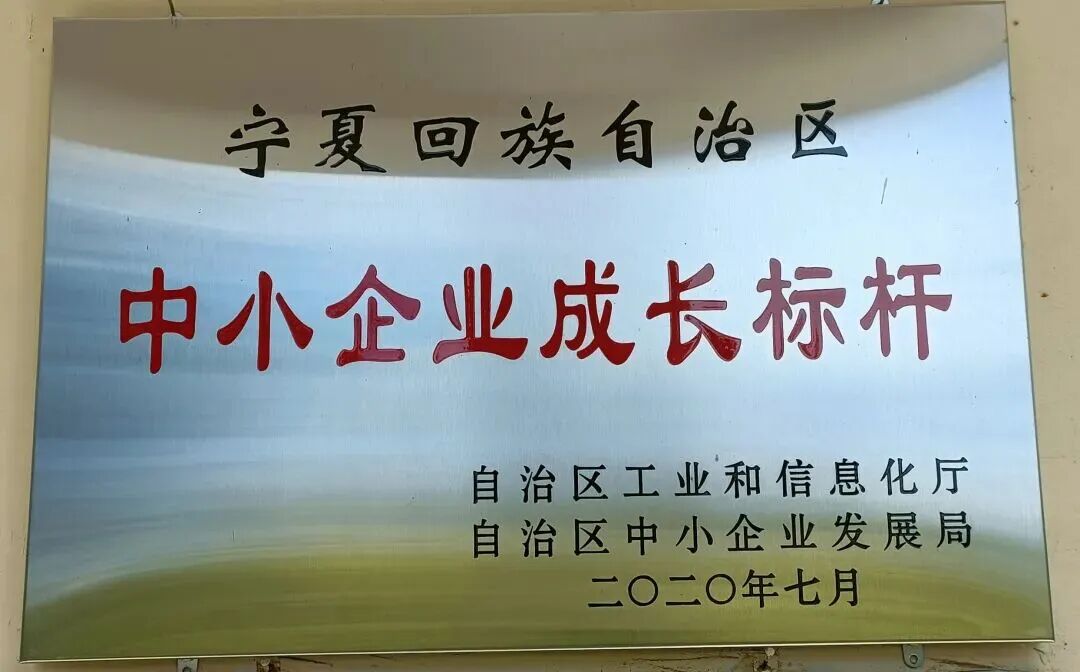 宁夏回族自治区
中小企业成长标杆
自治区工业和信息化厅
自治区中小企业发展局
二〇二〇年七月